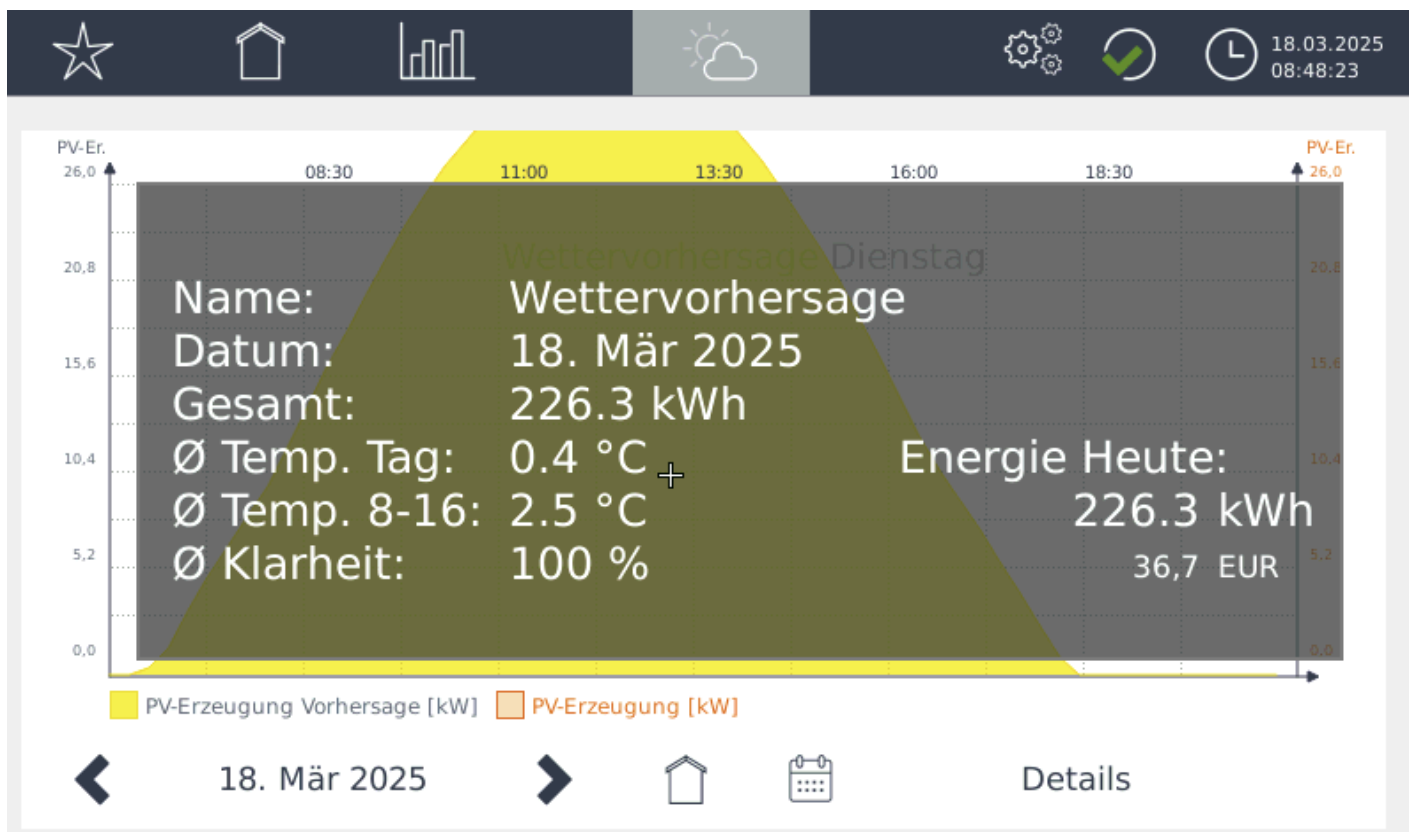 18.03.2025
08:48:23
PV-Er.
PV-Er.
26,0
08:30
11:00
13:30
16:00
18:30
26,0
Wettervorhersage Dienstag
20,8
20.8
Name: Wettervorhersage
Datum: 18. Mär 2025
15,6
15.6
Gesamt: 226.3 kWh
Ø Temp. Tag: 0.4 °C
Energie Heute:
10,4
10.4
Ø Temp. 8-16: 2.5 °C
226.3 kWh
Ø Klarheit: 100 %
36,7 EUR
5,2
5.2
0,0
0.0
PV-Erzeugung Vorhersage [kW]
PV-Erzeugung [kW]
18. Mär 2025
Details